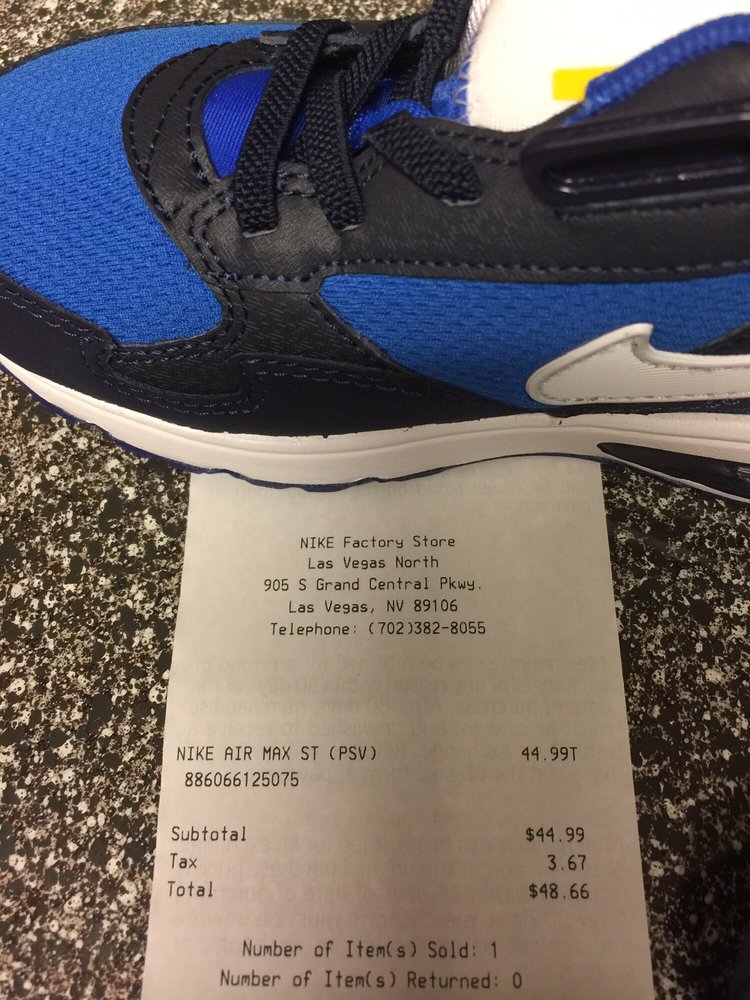 NIKE Factory Store
Las Vegas North
905 S Grand Central Pkwy.
Las Vegas, NV 89106
Telephone: (702)382-8055
NIKE AIR MAX ST (PSV) 44.99T
886066125075
Subtotal $44.99
Tax 3.67
Total $48.66
Number of Item(s) Sold: 1
Number of Item(s) Returned: 0